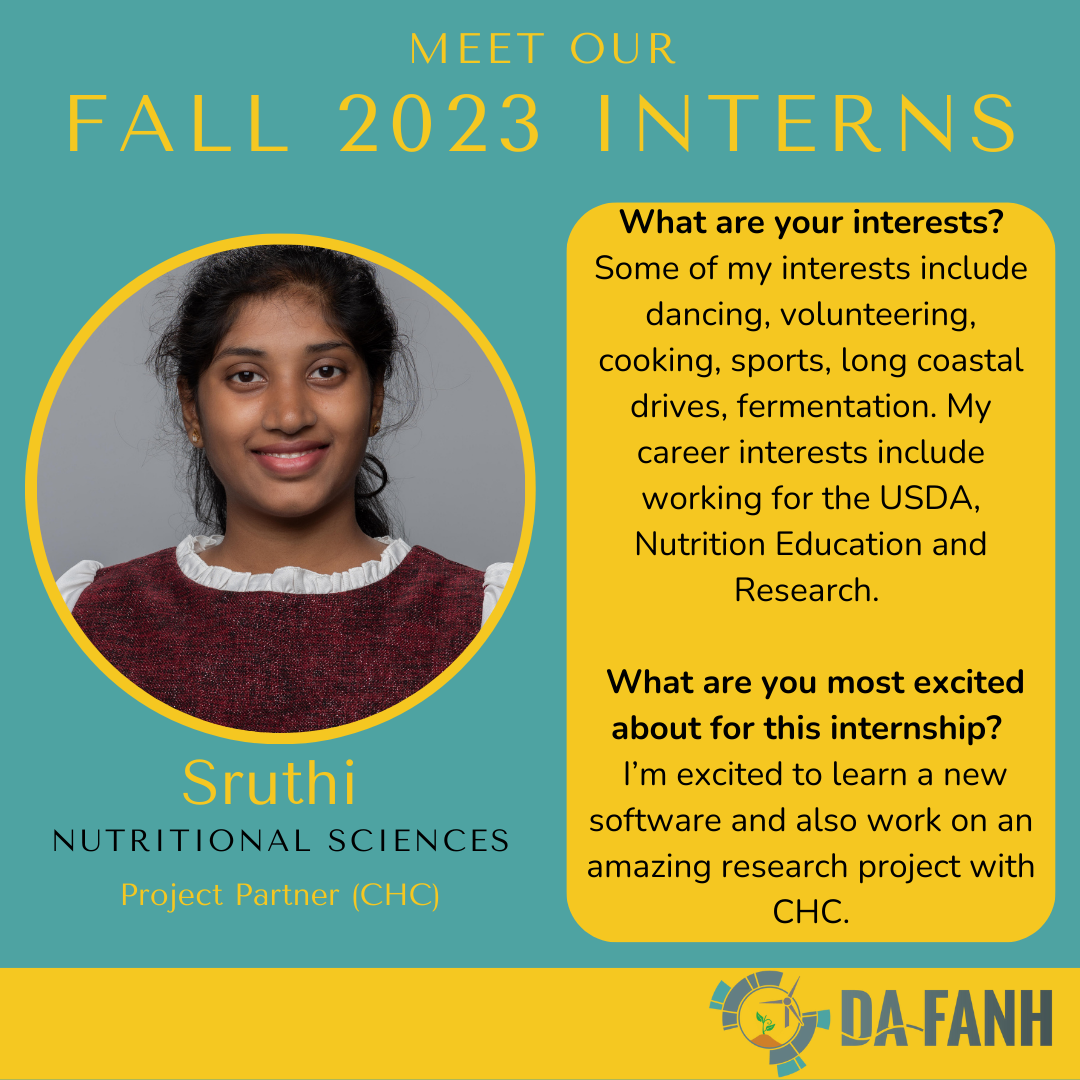 MEET OUR
FALL 2023 INTERNS
What are your interests?
Some of my interests include
dancing, volunteering,
cooking, sports, long coastal
drives, fermentation. My
career interests include
working for the USDA,
Nutrition Education and
Research.
What are you most excited
about for this internship?
I’m excited to learn a new
software and also work on an
amazing research project with
CHC.
Sruthi
NUTRITIONAL SCIENCES
Project Partner (CHC)
DA-FANH